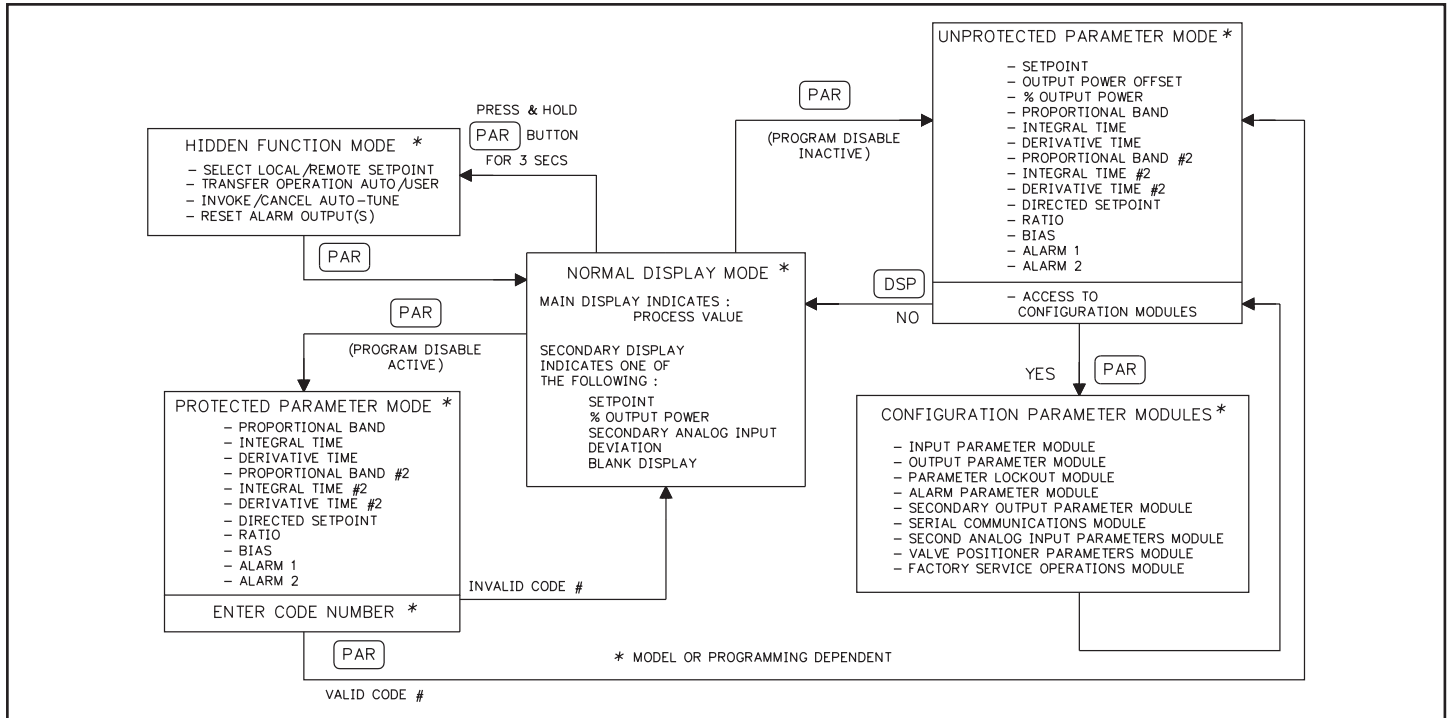 HIDDEN FUNCTION MODE *
– SELECT LOCAL/REMOTE SETPOINT
– TRANSFER OPERATION AUTO/USER
– INVOKE/CANCEL AUTO-TUNE
– RESET ALARM OUTPUT(S)
PRESS & HOLD
PAR BUTTON
FOR 3 SECS
PAR
PAR
(PROGRAM DISABLE
ACTIVE)
PROTECTED PARAMETER MODE *
– PROPORTIONAL BAND
– INTEGRAL TIME
– DERIVATIVE TIME
– PROPORTIONAL BAND #2
– INTEGRAL TIME #2
– DERIVATIVE TIME #2
– DIRECTED SETPOINT
– RATIO
– BIAS
– ALARM 1
– ALARM 2
ENTER CODE NUMBER *
PAR
VALID CODE #
INVALID CODE #
NORMAL DISPLAY MODE *
MAIN DISPLAY INDICATES :
PROCESS VALUE
SECONDARY DISPLAY
INDICATES ONE OF
THE FOLLOWING :
SETPOINT
% OUTPUT POWER
SECONDARY ANALOG INPUT
DEVIATION
BLANK DISPLAY
PAR
(PROGRAM DISABLE
INACTIVE)
UNPROTECTED PARAMETER MODE *
– SETPOINT
– OUTPUT POWER OFFSET
– % OUTPUT POWER
– PROPORTIONAL BAND
– INTEGRAL TIME
– DERIVATIVE TIME
– PROPORTIONAL BAND #2
– INTEGRAL TIME #2
– DERIVATIVE TIME #2
– DIRECTED SETPOINT
– RATIO
– BIAS
– ALARM 1
– ALARM 2
– ACCESS TO
CONFIGURATION MODULES
DSP
NO
YES
PAR
CONFIGURATION PARAMETER MODULES *
– INPUT PARAMETER MODULE
– OUTPUT PARAMETER MODULE
– PARAMETER LOCKOUT MODULE
– ALARM PARAMETER MODULE
– SECONDARY OUTPUT PARAMETER MODULE
– SERIAL COMMUNICATIONS MODULE
– SECOND ANALOG INPUT PARAMETERS MODULE
– VALVE POSITIONER PARAMETERS MODULE
– FACTORY SERVICE OPERATIONS MODULE
* MODEL OR PROGRAMMING DEPENDENT